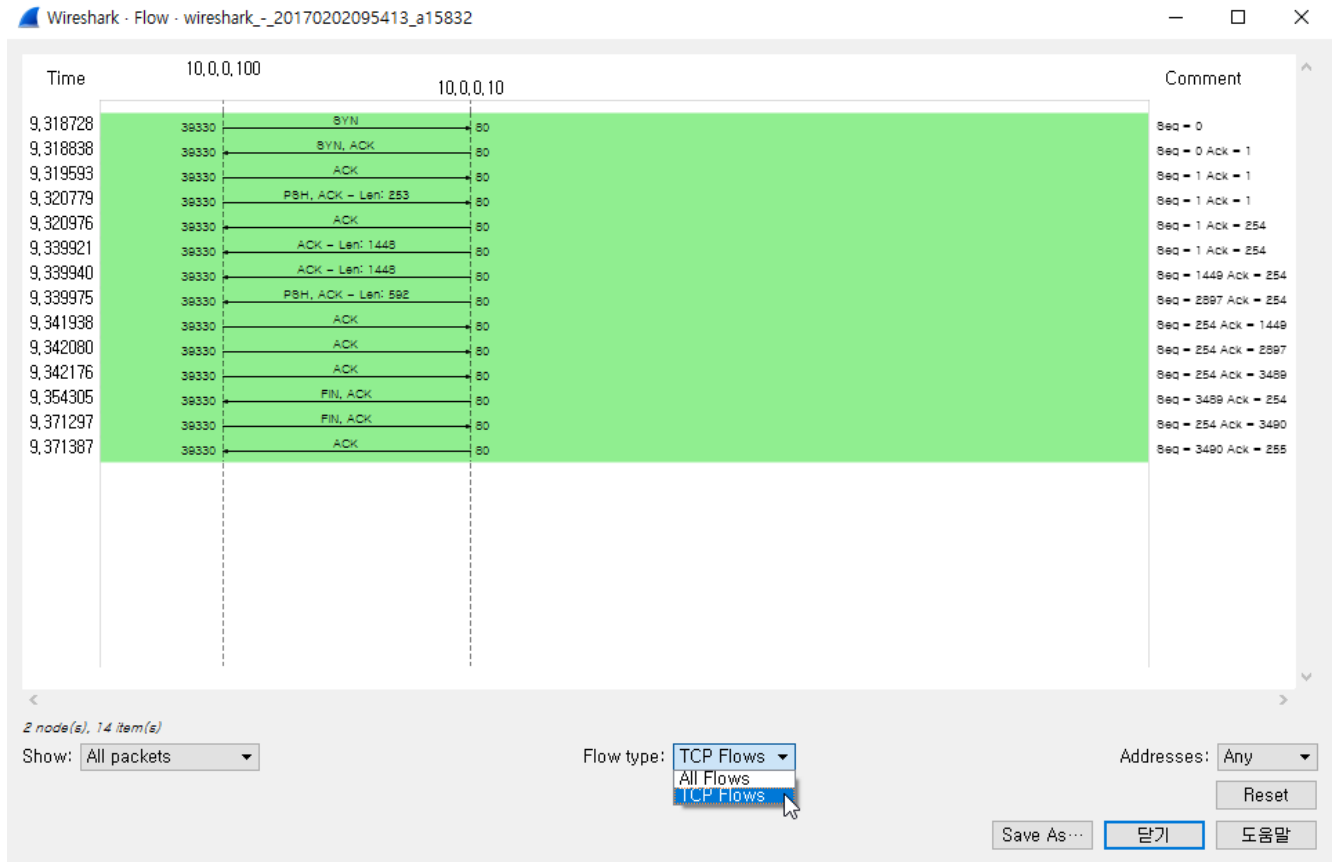 Wireshark · Flow · wireshark_-_20170202095413_a15832
Time 10,0,0,100 10,0,0,10 Comment
9,318728 39330 SYN 80 Seq = 0
9,318838 39330 SYN, ACK 80 Seq = 0 Ack = 1
9,319593 39330 ACK 80 Seq = 1 Ack = 1
9,320779 39330 PSH, ACK - Len: 253 80 Seq = 1 Ack = 1
9,320976 39330 ACK 80 Seq = 1 Ack = 254
9,339921 39330 ACK - Len: 1448 80 Seq = 1 Ack = 254
9,339940 39330 ACK - Len: 1448 80 Seq = 1449 Ack = 254
9,339975 39330 PSH, ACK - Len: 592 80 Seq = 2897 Ack = 254
9,341938 39330 ACK 80 Seq = 254 Ack = 1449
9,342080 39330 ACK 80 Seq = 254 Ack = 2897
9,342176 39330 ACK 80 Seq = 254 Ack = 3489
9,354305 39330 FIN, ACK 80 Seq = 3489 Ack = 254
9,371297 39330 FIN, ACK 80 Seq = 254 Ack = 3490
9,371387 39330 ACK 80 Seq = 3490 Ack = 255
2 node(s), 14 item(s)
Show: All packets Flow type: TCP Flows Addresses: Any
All Flows
TCP Flows Reset
Save As… 닫기 도움말